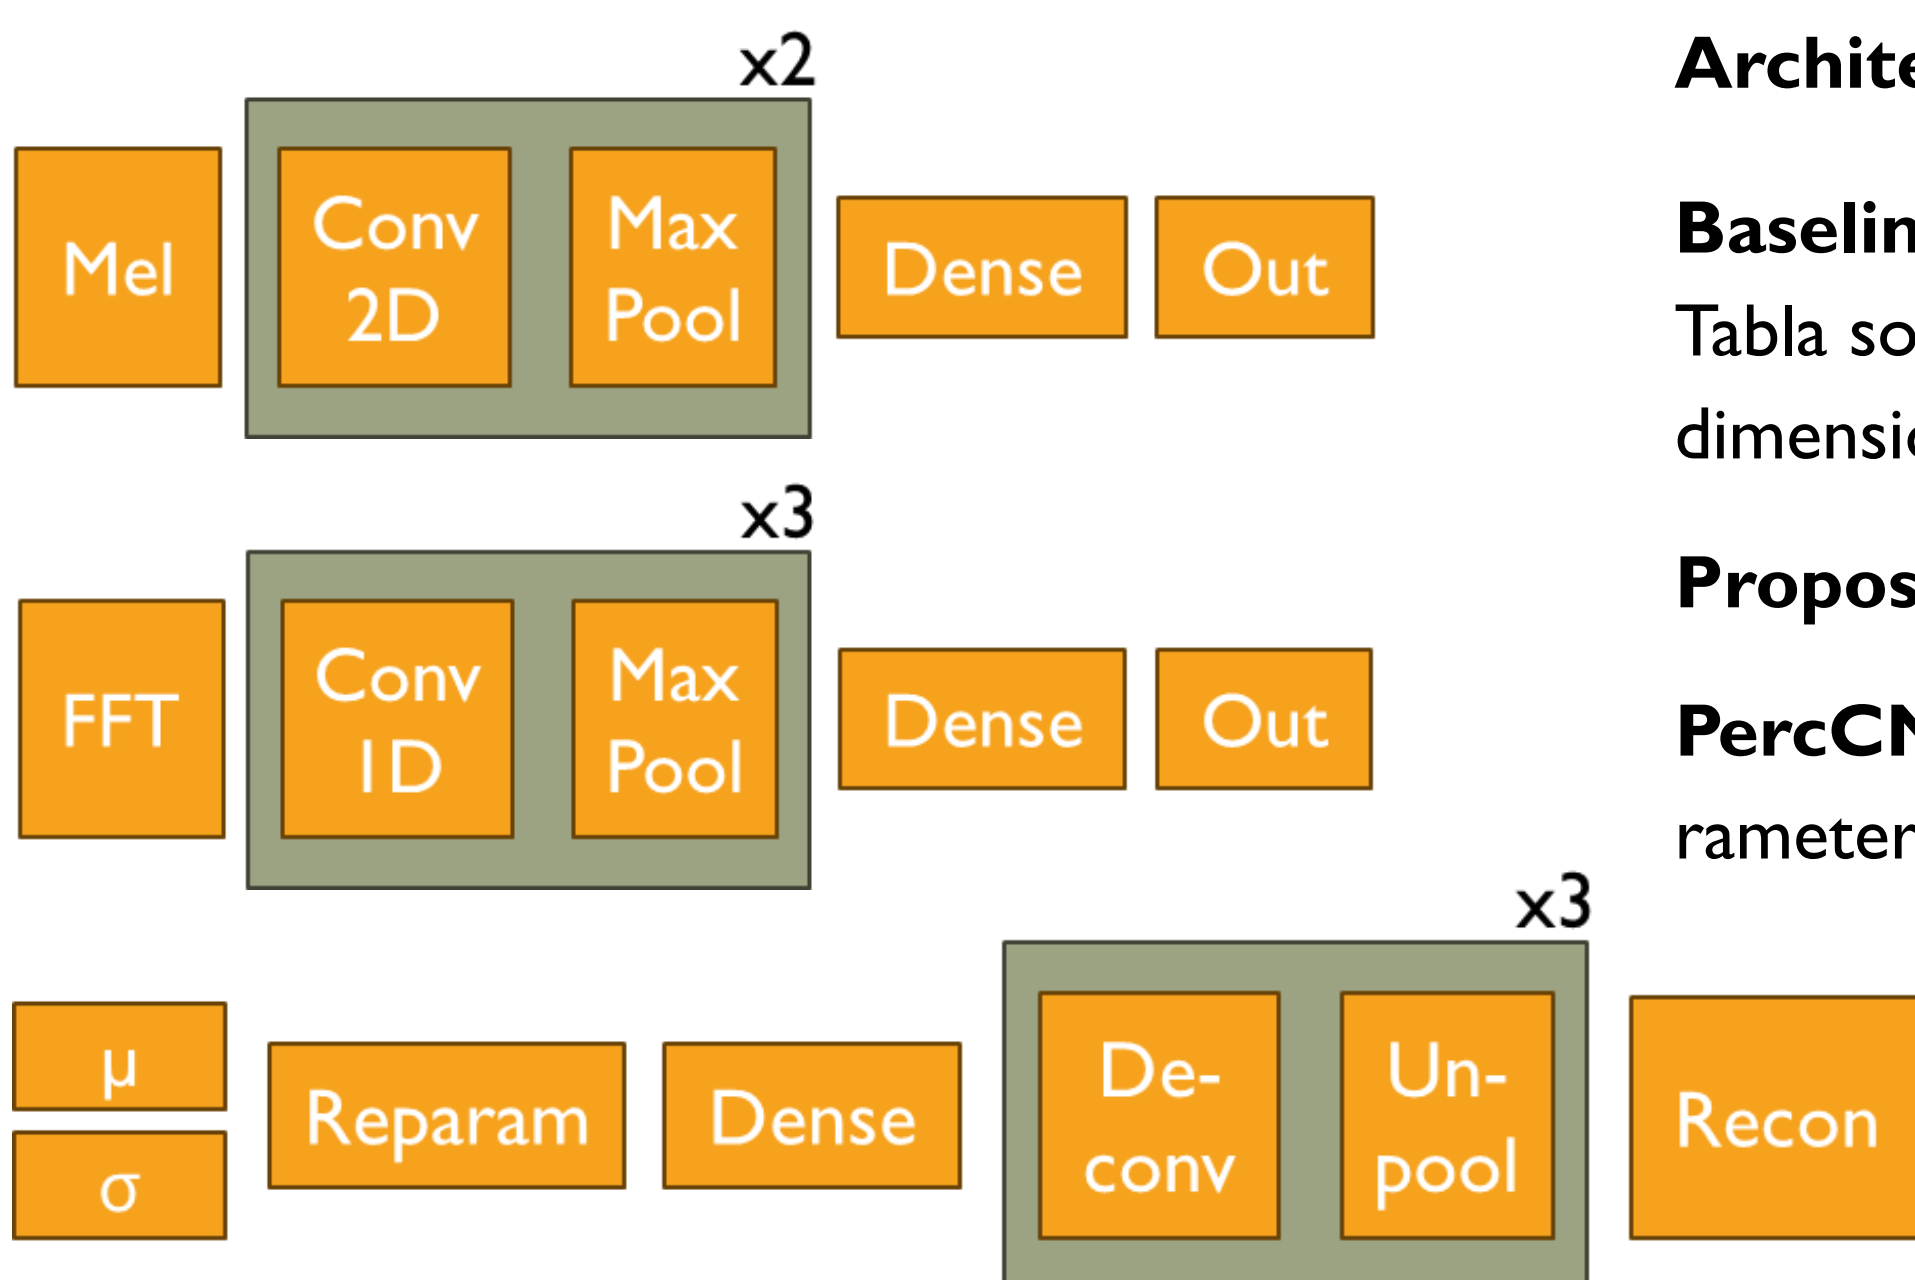 x2
Mel
Conv
2D
Max
Pool
Dense
Out
x3
FFT
Conv
1D
Max
Pool
Dense
Out
x3
μ
σ
Reparam
Dense
De-
conv
Un-
pool
Recon
Archite
Baselin
Tabla so
dimensi
Propos
PercCN
rameter